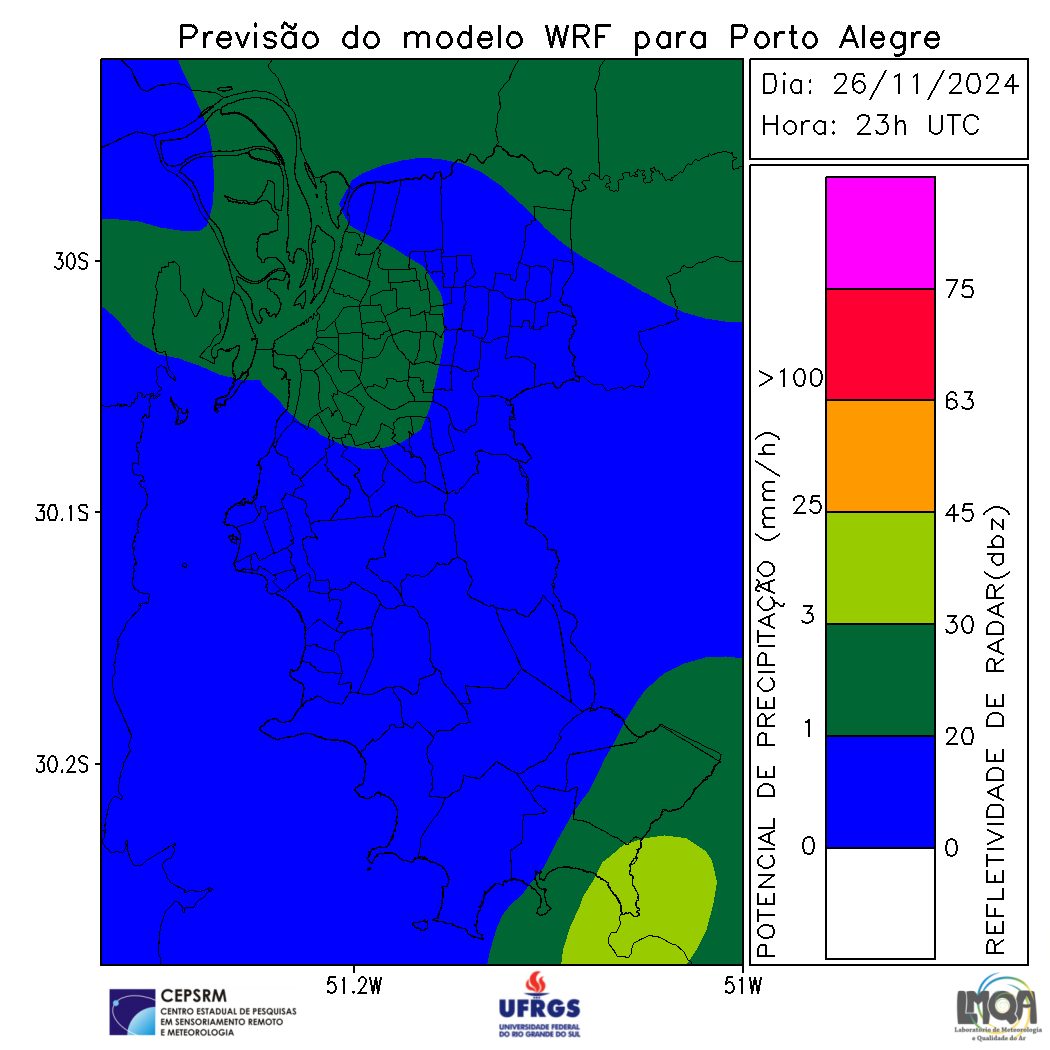 Previsão do modelo WRF para Porto Alegre
Dia: 26/11/2024
Hora: 23h UTC
30S
30.1S
30.2S
51.2W
51W
POTENCIAL DE PRECIPITAÇÃO (mm/h)
>100
25
3
1
0
75
63
45
30
20
0
REFLETIVIDADE DE RADAR(dbz)
CEPSRM
CENTRO ESTADUAL DE PESQUISAS
EM SENSORIAMENTO REMOTO
E METEOROLOGIA
UFRGS
UNIVERSIDADE FEDERAL
DO RIO GRANDE DO SUL
LMQA
Laboratório de Meteorologia
e Qualidade do Ar